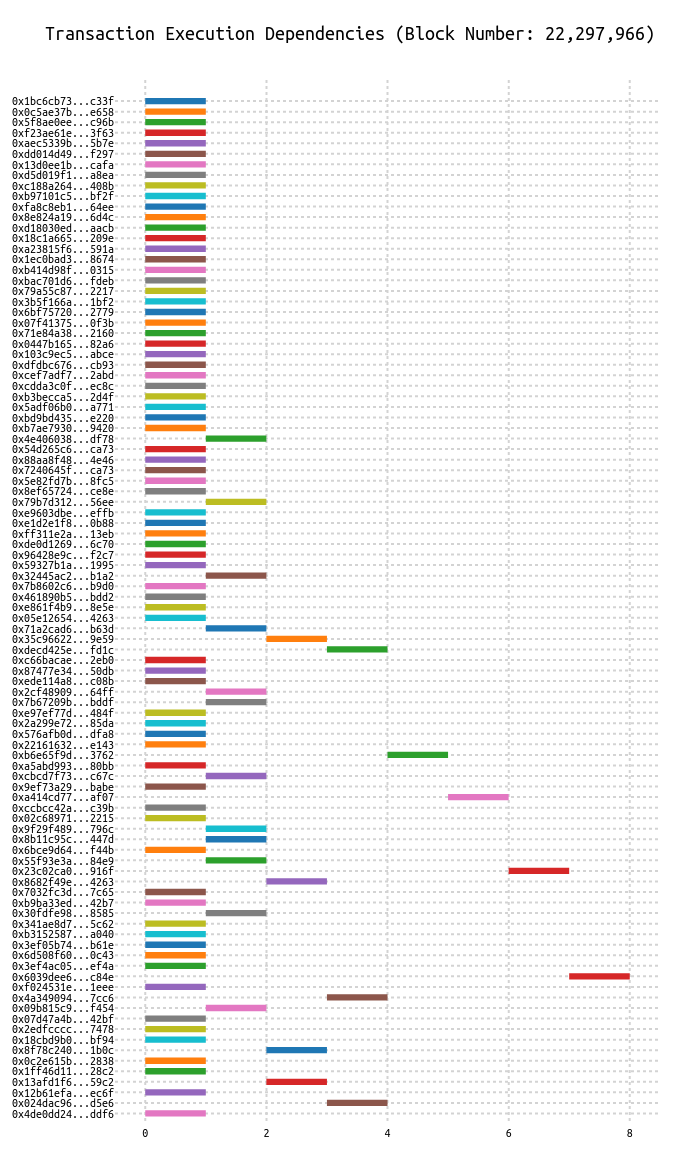 Transaction Execution Dependencies (Block Number: 22,297,966)
0x1bc6cb73...c33f
0x0c5ae37b...e658
0x5f8ae0ee...c96b
0xf23ae61e...3f63
0xaec5339b...5b7e
0xdd014d49...f297
0x13d0ee1b...cafa
0xd5d019f1...a8ea
0xc188a264...408b
0xb97101c5...bf2f
0xfa8c8eb1...64ee
0x8e824a19...6d4c
0xd18030ed...aacb
0x18c1a665...209e
0xa23815f6...591a
0x1ec0bad3...8674
0xb414d98f...0315
0xbac701d6...fdeb
0x79a55c87...2217
0x3b5f166a...1bf2
0x6bf75720...2779
0x07f41375...0f3b
0x71e84a38...2160
0x0447b165...82a6
0x103c9ec5...abce
0xdfdbc676...cb93
0xcef7adf7...2abd
0xcdda3c0f...ec8c
0xb3becca5...2d4f
0x5adf06b0...a771
0xbd9bd435...e220
0xb7ae7930...9420
0x4e406038...df78
0x54d265c6...ca73
0x88aa8f48...4e46
0x7240645f...ca73
0x5e82fd7b...8fc5
0x8ef65724...ce8e
0x79b7d312...56ee
0xe9603dbe...effb
0xe1d2e1f8...0b88
0xff311e2a...13eb
0xde0d1269...6c70
0x96428e9c...f2c7
0x59327b1a...1995
0x32445ac2...b1a2
0x7b8602c6...b9d0
0x461890b5...bdd2
0xe861f4b9...8e5e
0x05e12654...4263
0x71a2cad6...b63d
0x35c96622...9e59
0xdecd425e...fd1c
0xc66bacae...2eb0
0x87477e34...50db
0xede114a8...c08b
0x2cf48909...64ff
0x7b67209b...bddf
0xe97ef77d...484f
0x2a299e72...85da
0x576afb0d...dfa8
0x22161632...e143
0xb6e65f9d...3762
0xa5abd993...80bb
0xcbcd7f73...c67c
0x9ef73a29...babe
0xa414cd77...af07
0xccbcc42a...c39b
0x02c68971...2215
0x9f29f489...796c
0x8b11c95c...447d
0x6bce9d64...f44b
0x55f93e3a...84e9
0x23c02ca0...916f
0x8682f49e...4263
0x7032fc3d...7c65
0xb9ba33ed...42b7
0x30fdfe98...8585
0x341ae8d7...5c62
0xb3152587...a040
0x3ef05b74...b61e
0x6d508f60...0c43
0x3ef4ac05...ef4a
0x6039dee6...c84e
0xf024531e...1eee
0x4a349094...7cc6
0x09b815c9...f454
0x07d47a4b...42bf
0x2edfcccc...7478
0x18cbd9b0...bf94
0x8f78c240...1b0c
0x0c2e615b...2838
0x1ff46d11...28c2
0x13afd1f6...59c2
0x12b61efa...ec6f
0x024dac96...d5e6
0x4de0dd24...ddf6
0 2 4 6 8